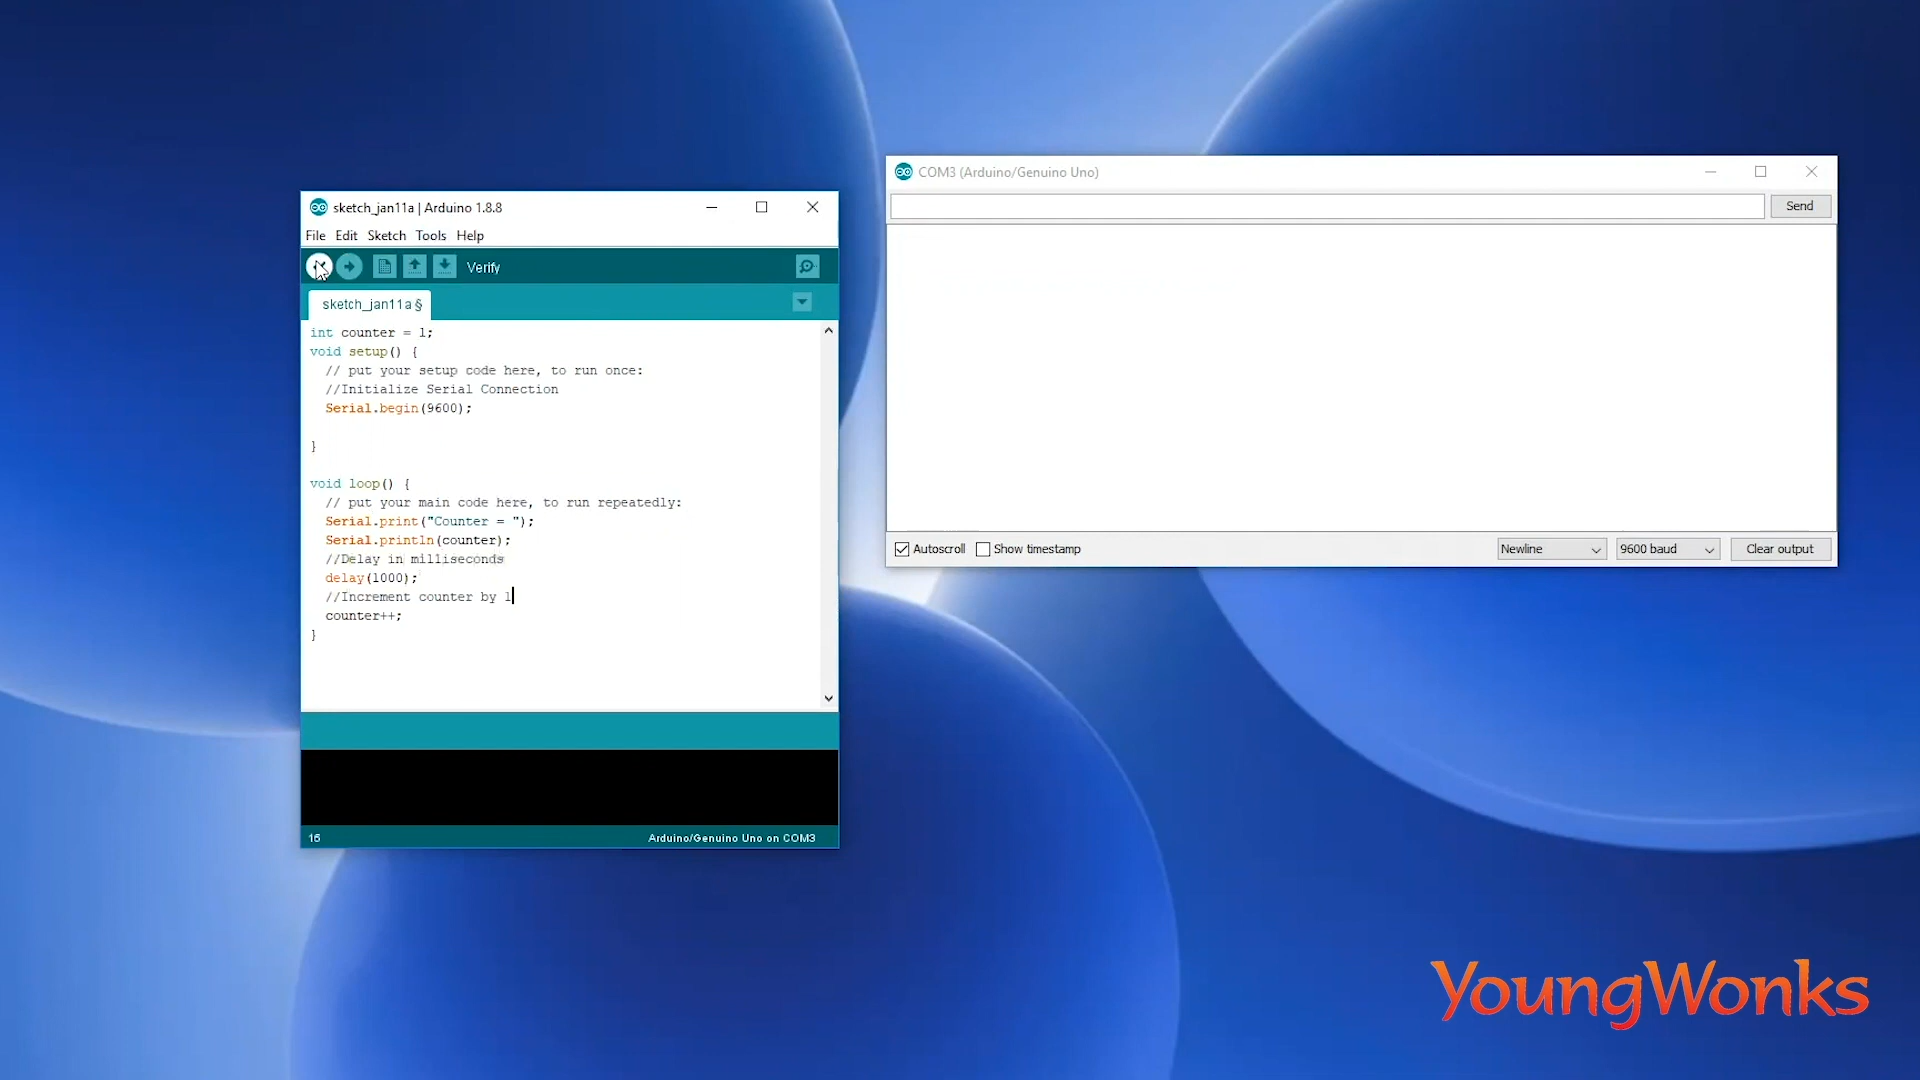 sketch_jan11a | Arduino 1.8.8
File Edit Sketch Tools Help
Verify
sketch_jan11a §
int counter = 1;
void setup() {
// put your setup code here, to run once:
//Initialize Serial Connection
Serial.begin(9600);
}
void loop() {
// put your main code here, to run repeatedly:
Serial.print("Counter = ");
Serial.println(counter);
//Delay in milliseconds
delay(1000);
//Increment counter by 1
counter++;
}
16
Arduino/Genuino Uno on COM3
COM3 (Arduino/Genuino Uno)
Send
Autoscroll Show timestamp
Newline
9600 baud
Clear output
YoungWonks